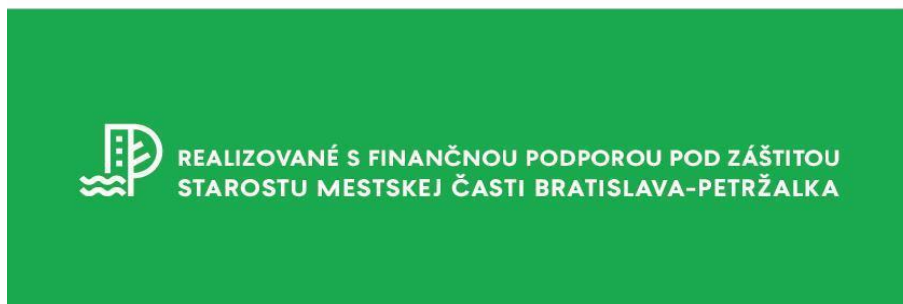 REALIZOVANÉ S FINANČNOU PODPOROU POD ZÁŠTITOU
STAROSTU MESTSKEJ ČASTI BRATISLAVA-PETRŽALKA